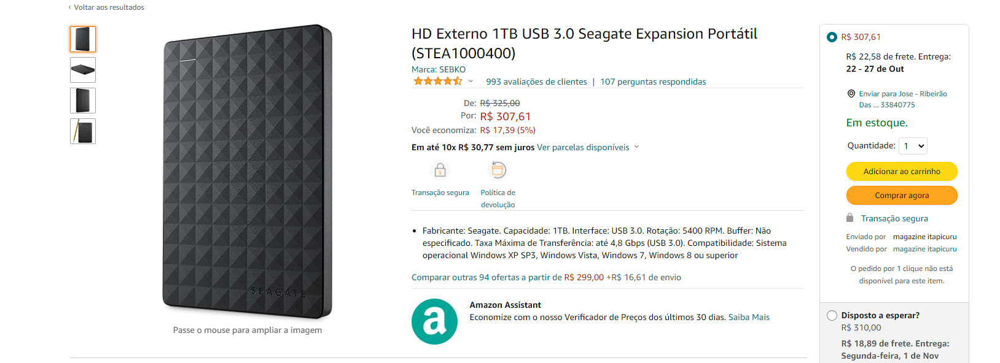 ‹ Voltar aos resultados
SEAGATE
Passe o mouse para ampliar a imagem
HD Externo 1TB USB 3.0 Seagate Expansion Portátil
(STEA1000400)
Marca: SEBKO
993 avaliações de clientes | 107 perguntas respondidas
De: R$ 325,00
Por: R$ 307,61
Você economiza: R$ 17,39 (5%)
Em até 10x R$ 30,77 sem juros Ver parcelas disponíveis
Transação segura
Política de
devolução
• Fabricante: Seagate. Capacidade: 1TB. Interface: USB 3.0. Rotação: 5400 RPM. Buffer: Não
especificado. Taxa Máxima de Transferência: até 4,8 Gbps (USB 3.0). Compatibilidade: Sistema
operacional Windows XP SP3, Windows Vista, Windows 7, Windows 8 ou superior
Comparar outras 94 ofertas a partir de R$ 299,00 +R$ 16,61 de envio
a
Amazon Assistant
Economize com o nosso Verificador de Preços dos últimos 30 dias. Saiba Mais
R$ 307,61
R$ 22,58 de frete. Entrega:
22 - 27 de Out
Enviar para Jose - Ribeirão
Das ... 33840775
Em estoque.
Quantidade: 1
Adicionar ao carrinho
Comprar agora
Transação segura
Enviado por magazine itapicuru
Vendido por magazine itapicuru
O pedido por 1 clique não está
disponível para este item.
Disposto a esperar?
R$ 310,00
R$ 18,89 de frete. Entrega:
Segunda-feira, 1 de Nov